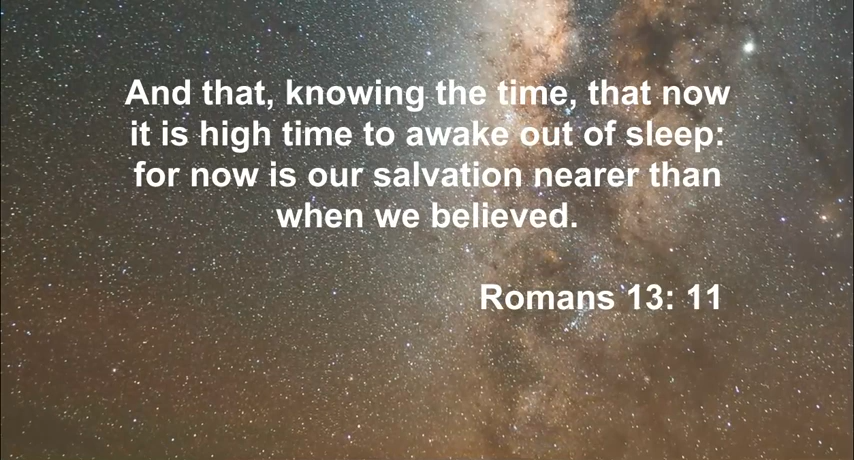 And that, knowing the time, that now
it is high time to awake out of sleep:
for now is our salvation nearer than
when we believed.
Romans 13: 11